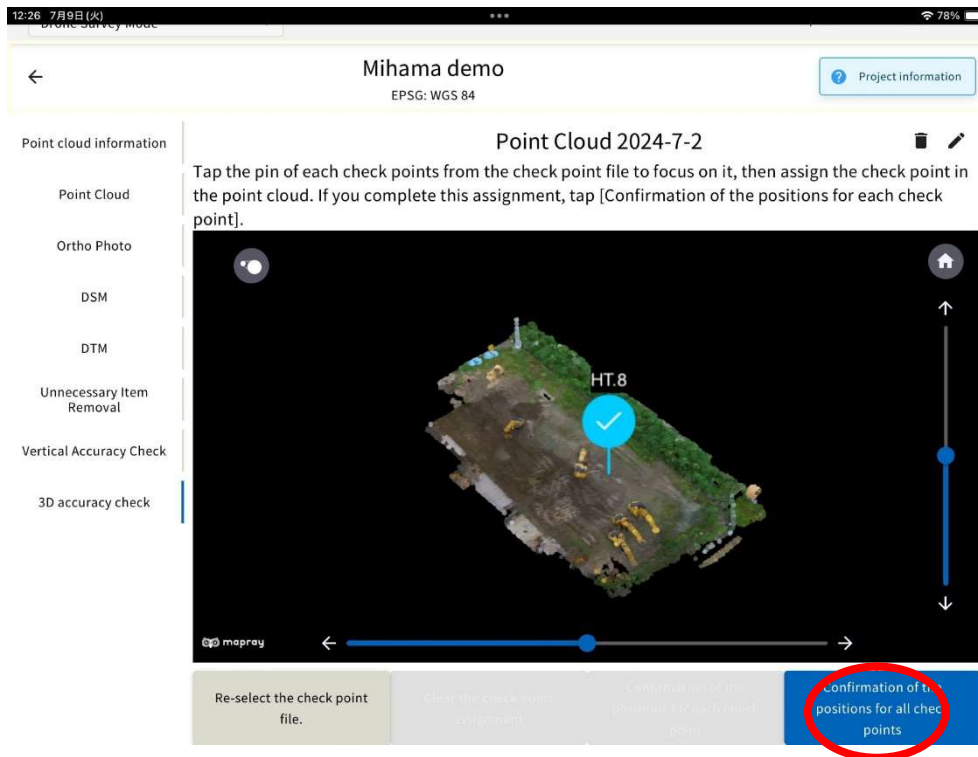 12:26 7月9日(火)
78%
Drone Survey Mode
Mihama demo
EPSG: WGS 84
Project information
Point cloud information
Point Cloud
Ortho Photo
DSM
DTM
Unnecessary Item
Removal
Vertical Accuracy Check
3D accuracy check
Point Cloud 2024-7-2
Tap the pin of each check points from the check point file to focus on it, then assign the check point in
the point cloud. If you complete this assignment, tap [Confirmation of the positions for each check
point].
HT.8
mapray
Re-select the check point
file.
Clear the check point
assignment
Confirmation of the
positions for each check
point
Confirmation of the
positions for all check
points